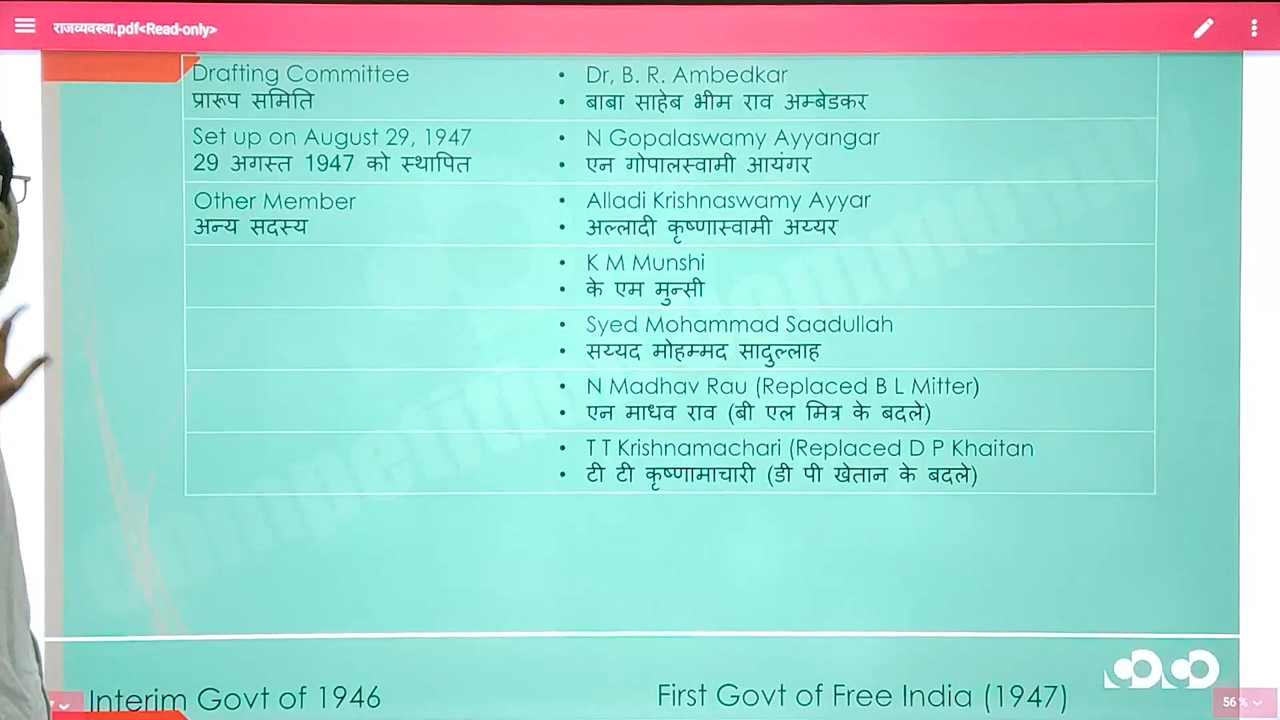 राजव्यवस्था.pdf<Read-only>
Drafting Committee
प्रारूप समिति
• Dr, B. R. Ambedkar
• बाबा साहेब भीम राव अम्बेडकर
Set up on August 29, 1947
29 अगस्त 1947 को स्थापित
• N Gopalaswamy Ayyangar
• एन गोपालस्वामी आयंगर
Other Member
अन्य सदस्य
• Alladi Krishnaswamy Ayyar
• अल्लादी कृष्णास्वामी अय्यर
• K M Munshi
• के एम मुन्सी
• Syed Mohammad Saadullah
• सय्यद मोहम्मद सादुल्लाह
• N Madhav Rau (Replaced B L Mitter)
• एन माधव राव (बी एल मित्र के बदले)
• T T Krishnamachari (Replaced D P Khaitan
• टी टी कृष्णामाचारी (डी पी खेतान के बदले)
Interim Govt of 1946
First Govt of Free India (1947)
56 %